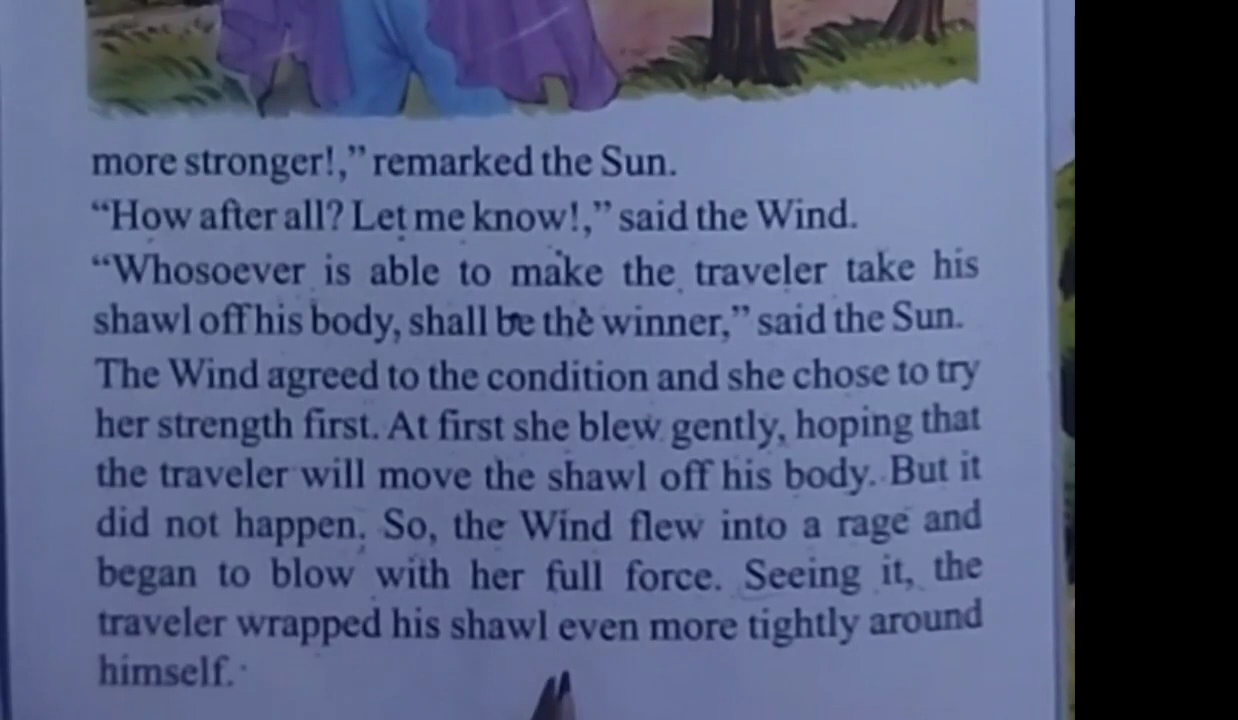 more stronger!,” remarked the Sun.
“How after all? Let me know!,” said the Wind.
“Whosoever is able to make the traveler take his
shawl off his body, shall be the winner,” said the Sun.
The Wind agreed to the condition and she chose to try
her strength first. At first she blew gently, hoping that
the traveler will move the shawl off his body. But it
did not happen. So, the Wind flew into a rage and
began to blow with her full force. Seeing it, the
traveler wrapped his shawl even more tightly around
himself.